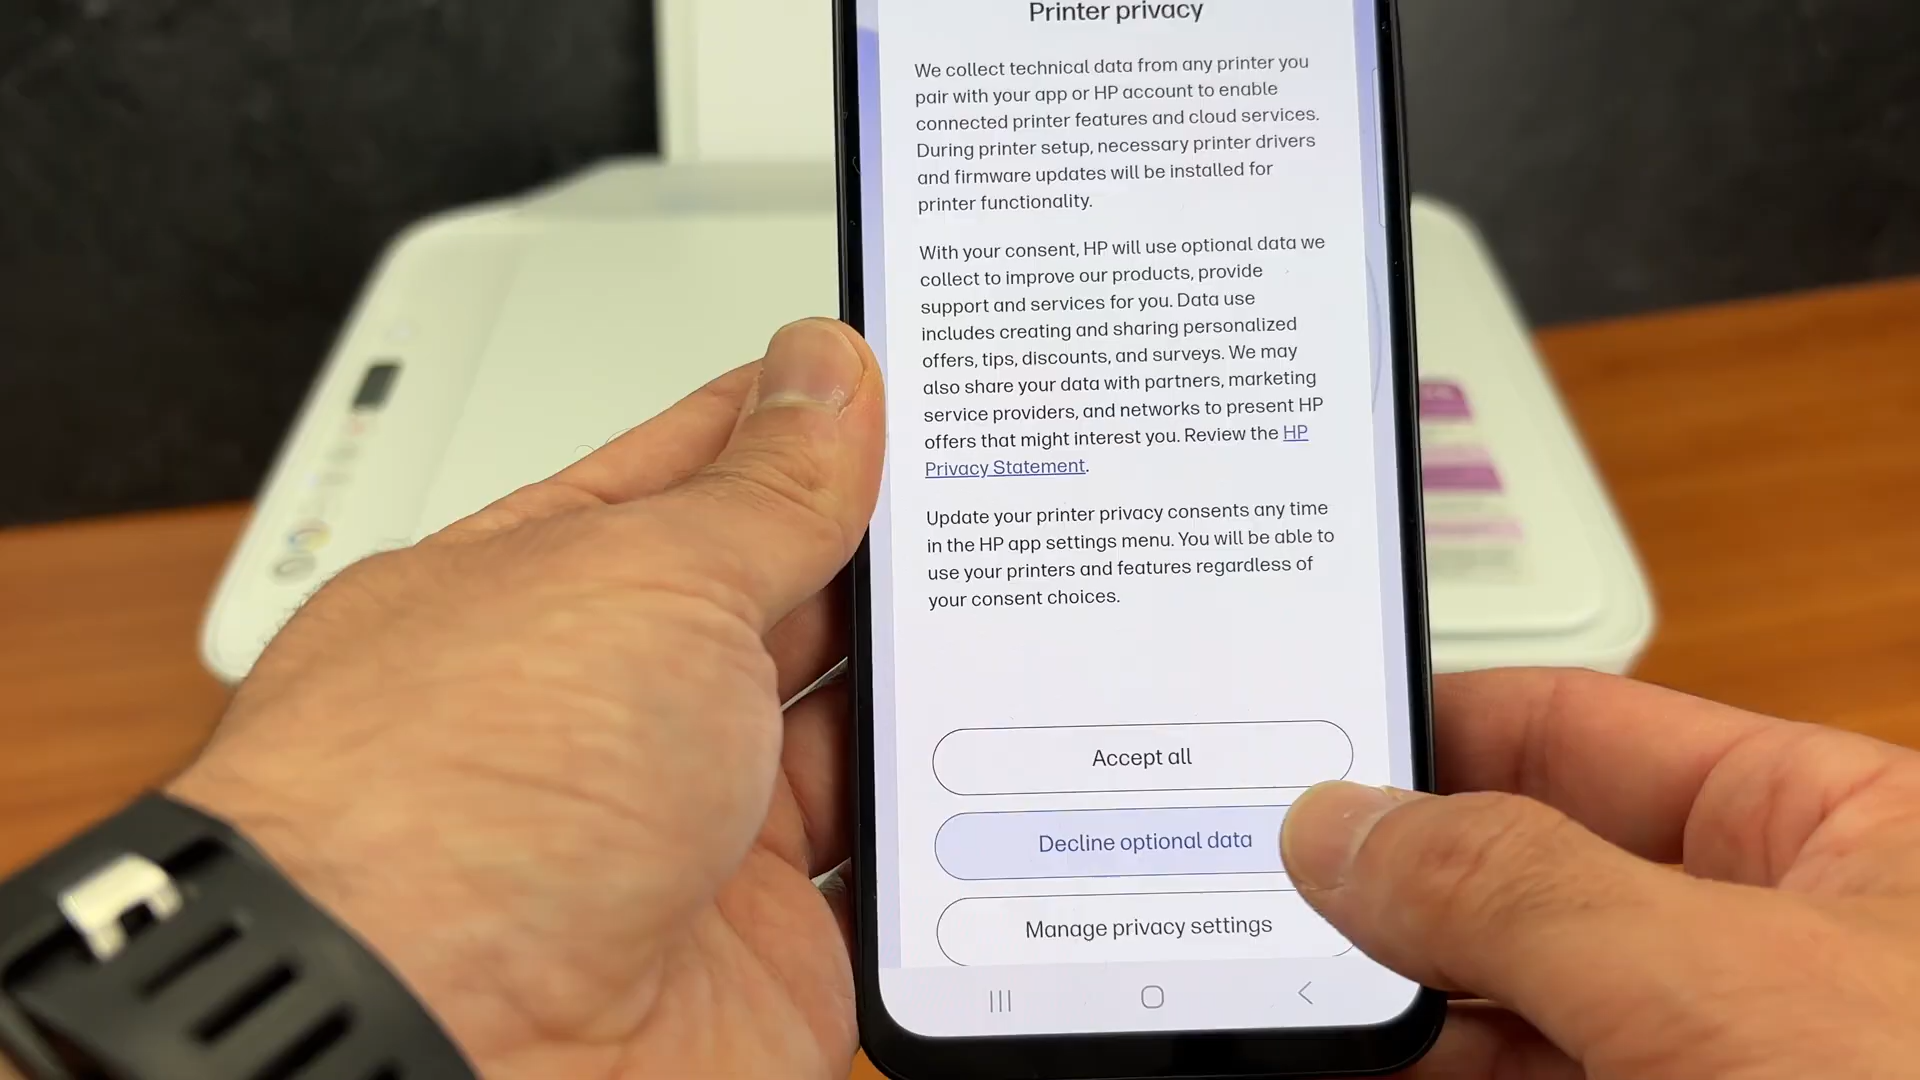 Printer privacy
We collect technical data from any printer you
pair with your app or HP account to enable
connected printer features and cloud services.
During printer setup, necessary printer drivers
and firmware updates will be installed for
printer functionality.
With your consent, HP will use optional data we
collect to improve our products, provide
support and services for you. Data use
includes creating and sharing personalized
offers, tips, discounts, and surveys. We may
also share your data with partners, marketing
service providers, and networks to present HP
offers that might interest you. Review the HP
Privacy Statement.
Update your printer privacy consents any time
in the HP app settings menu. You will be able to
use your printers and features regardless of
your consent choices.
Accept all
Decline optional data
Manage privacy settings